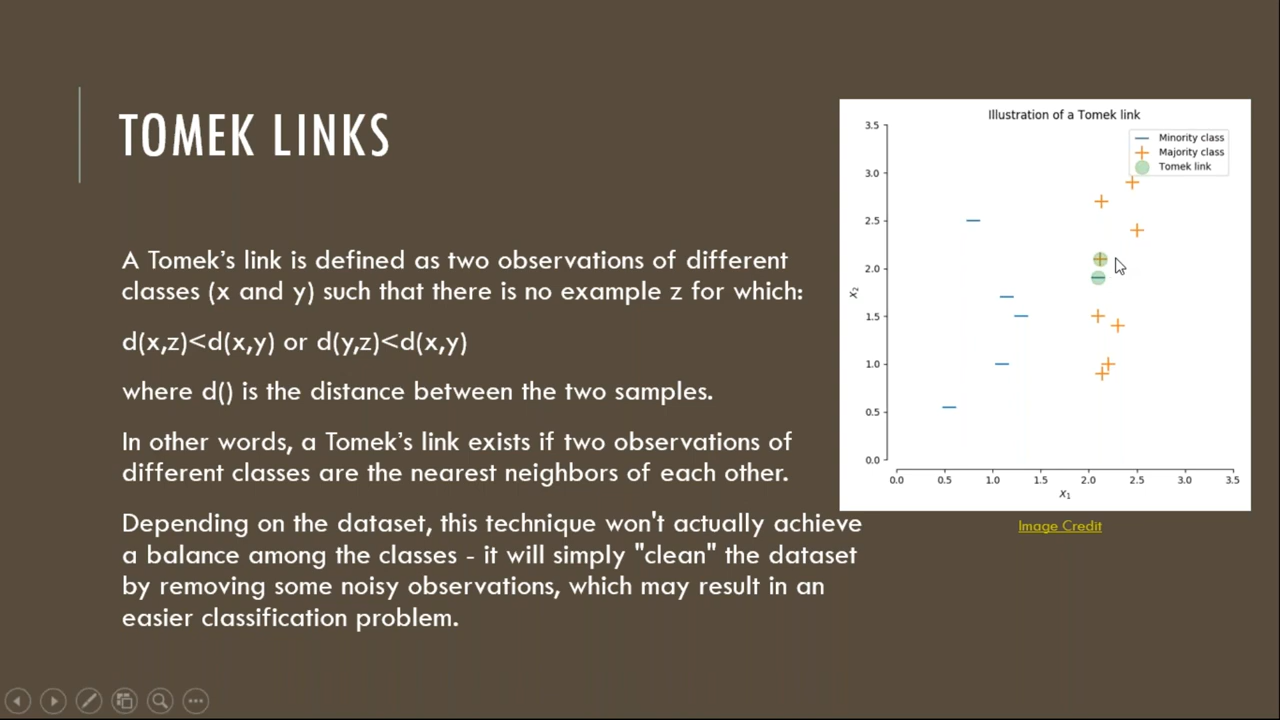 TOMEK LINKS
A Tomek's link is defined as two observations of different
classes (x and y) such that there is no example z for which:
d(x,z)<d(x,y) or d(y,z)<d(x,y)
where d() is the distance between the two samples.
In other words, a Tomek's link exists if two observations of
different classes are the nearest neighbors of each other.
Depending on the dataset, this technique won't actually achieve
a balance among the classes - it will simply "clean" the dataset
by removing some noisy observations, which may result in an
easier classification problem.
Illustration of a Tomek link
Minority class
Majority class
Tomek link
3.5
3.0
2.5
2.0
1.5
1.0
0.5
0.0
x₂
0.0 0.5 1.0 1.5 2.0 2.5 3.0 3.5
x₁
Image Credit